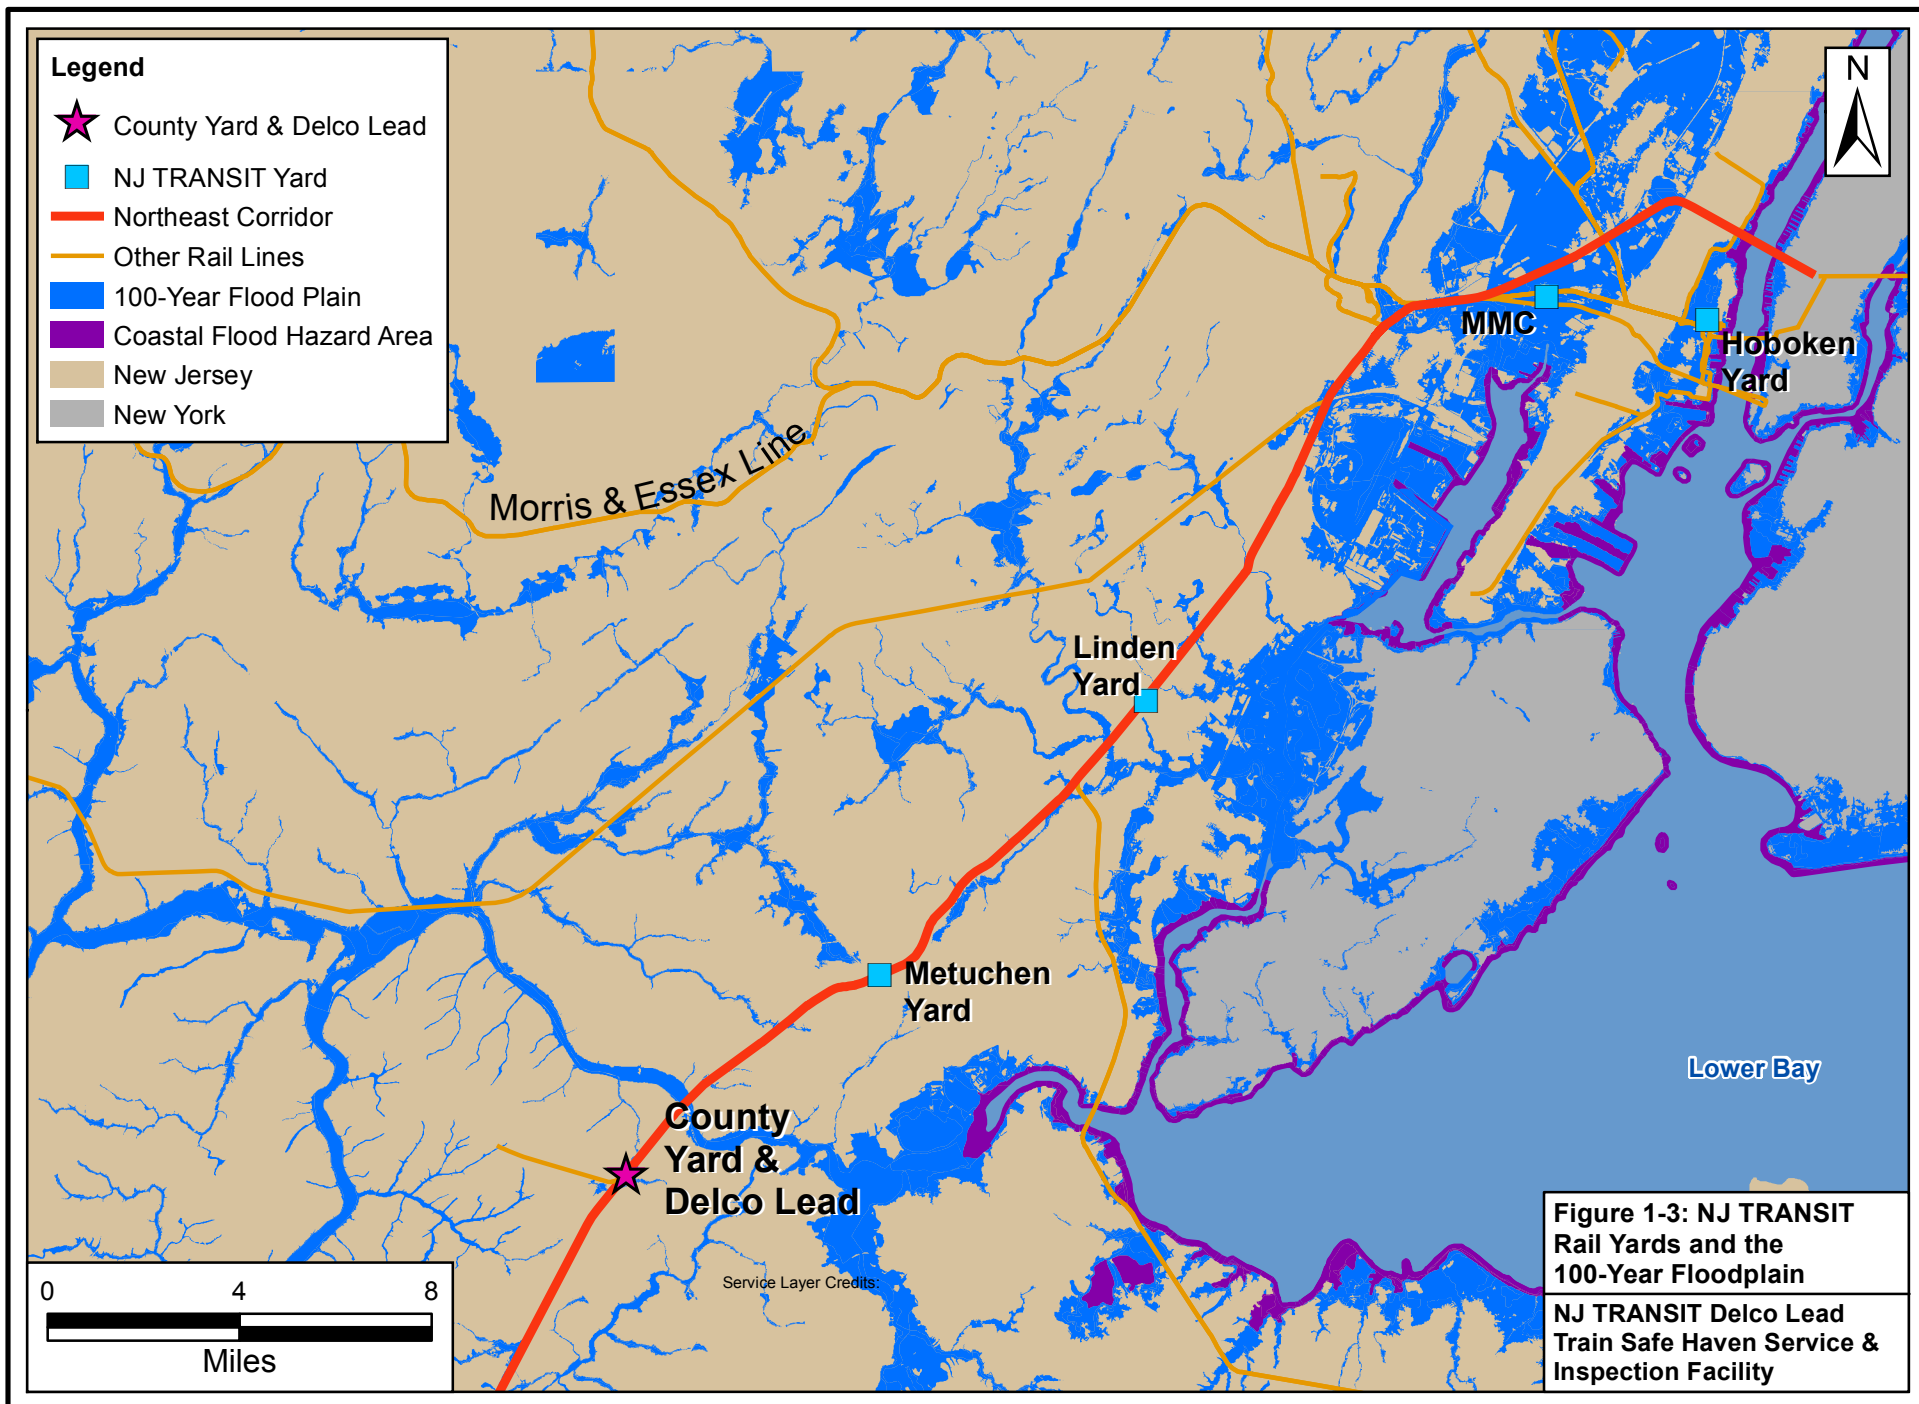 Legend
County Yard & Delco Lead
NJ TRANSIT Yard
Northeast Corridor
Other Rail Lines
100-Year Flood Plain
Coastal Flood Hazard Area
New Jersey
New York
N
MMC
Hoboken
Yard
Morris & Essex Line
Linden
Yard
Metuchen
Yard
Lower Bay
County
Yard &
Delco Lead
Service Layer Credits:
0 4 8
Miles
Figure 1-3: NJ TRANSIT
Rail Yards and the
100-Year Floodplain
NJ TRANSIT Delco Lead
Train Safe Haven Service &
Inspection Facility